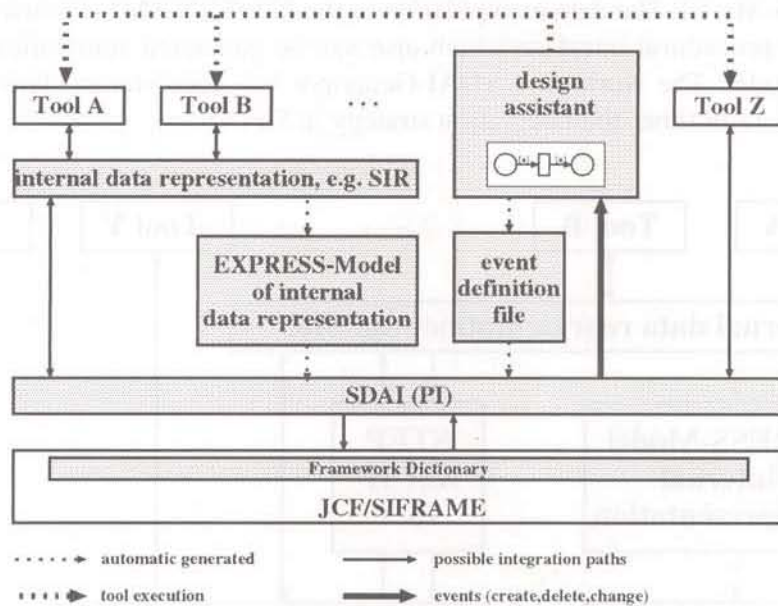 Tool A
Tool B
. . .
design
assistant
Tool Z
internal data representation, e.g. SIR
EXPRESS-Model
of internal
data representation
event
definition
file
SDAI (PI)
Framework Dictionary
JCF/SIFRAME
automatic generated
possible integration paths
tool execution
events (create,delete,change)